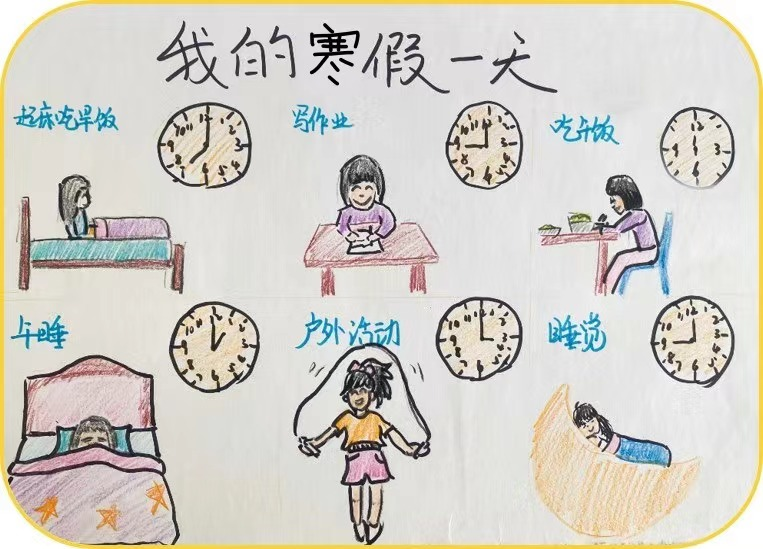 我的寒假一天
起床吃早饭
写作业
吃午饭
午睡
户外活动
睡觉